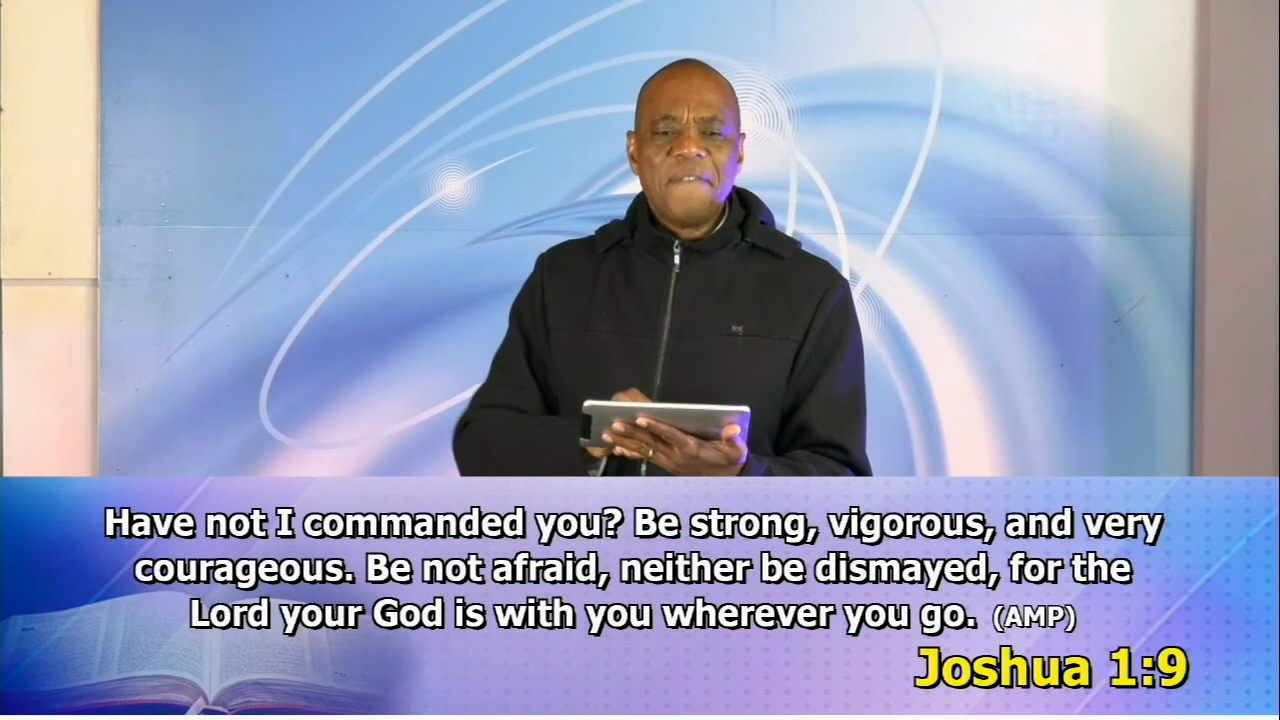 Have not I commanded you? Be strong, vigorous, and very
courageous. Be not afraid, neither be dismayed, for the
Lord your God is with you wherever you go. (AMP)
Joshua 1:9